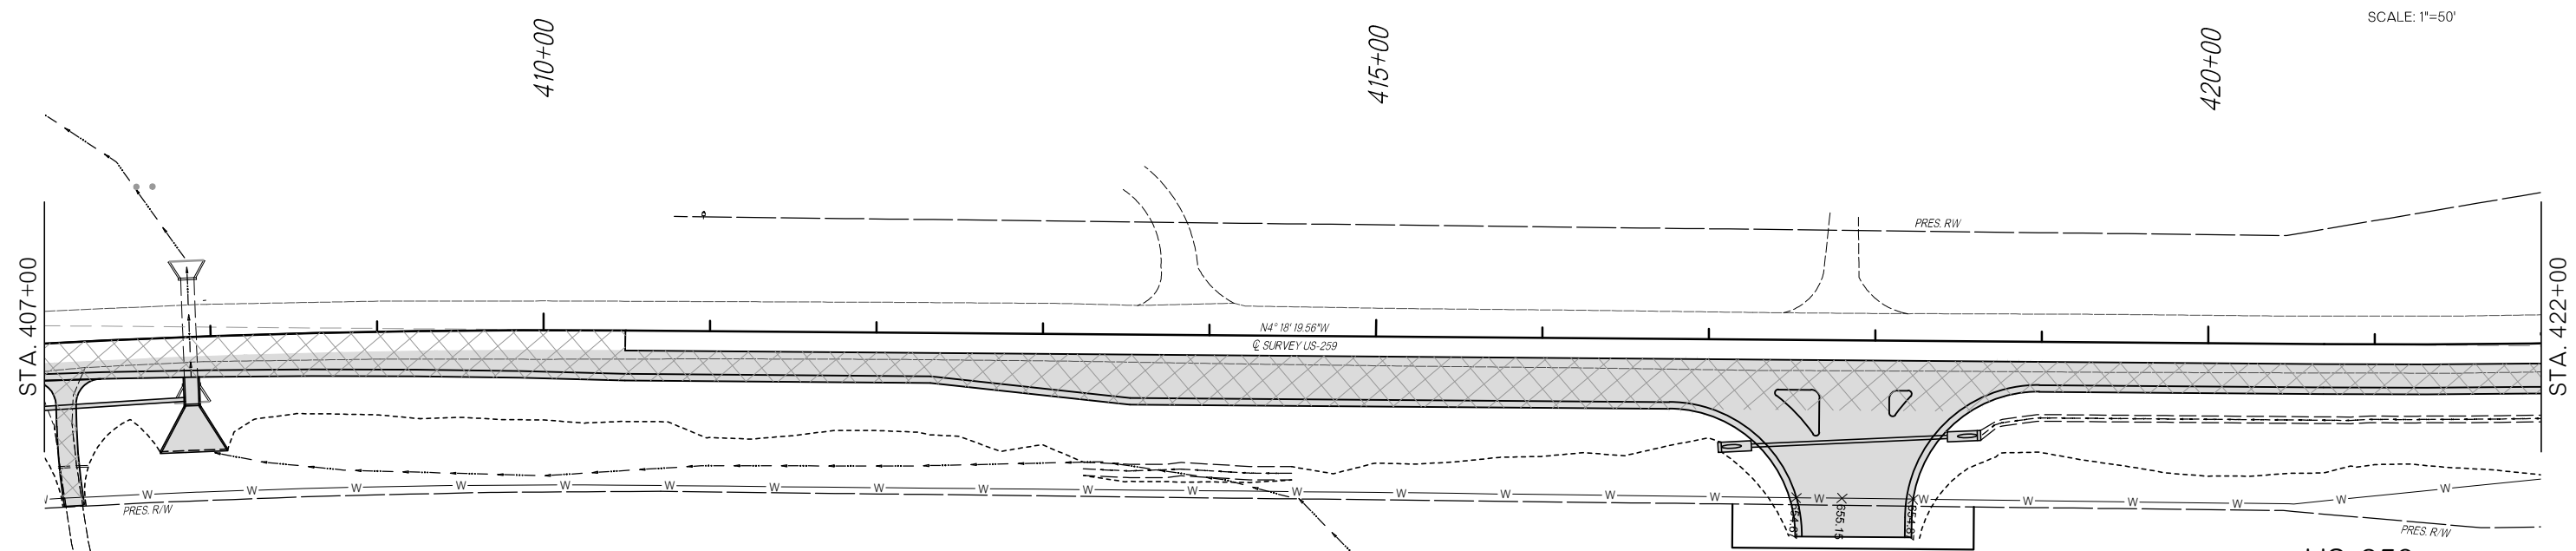 SCALE: 1"=50'
410+00
415+00
420+00
PRES. RW
STA. 407+00
STA. 422+00
N4° 18' 19.56"W
℄ SURVEY US-259
W W W W W W W W W W W W W W W W W W W W W W W W
PRES. R/W
655.15
PRES. R/W